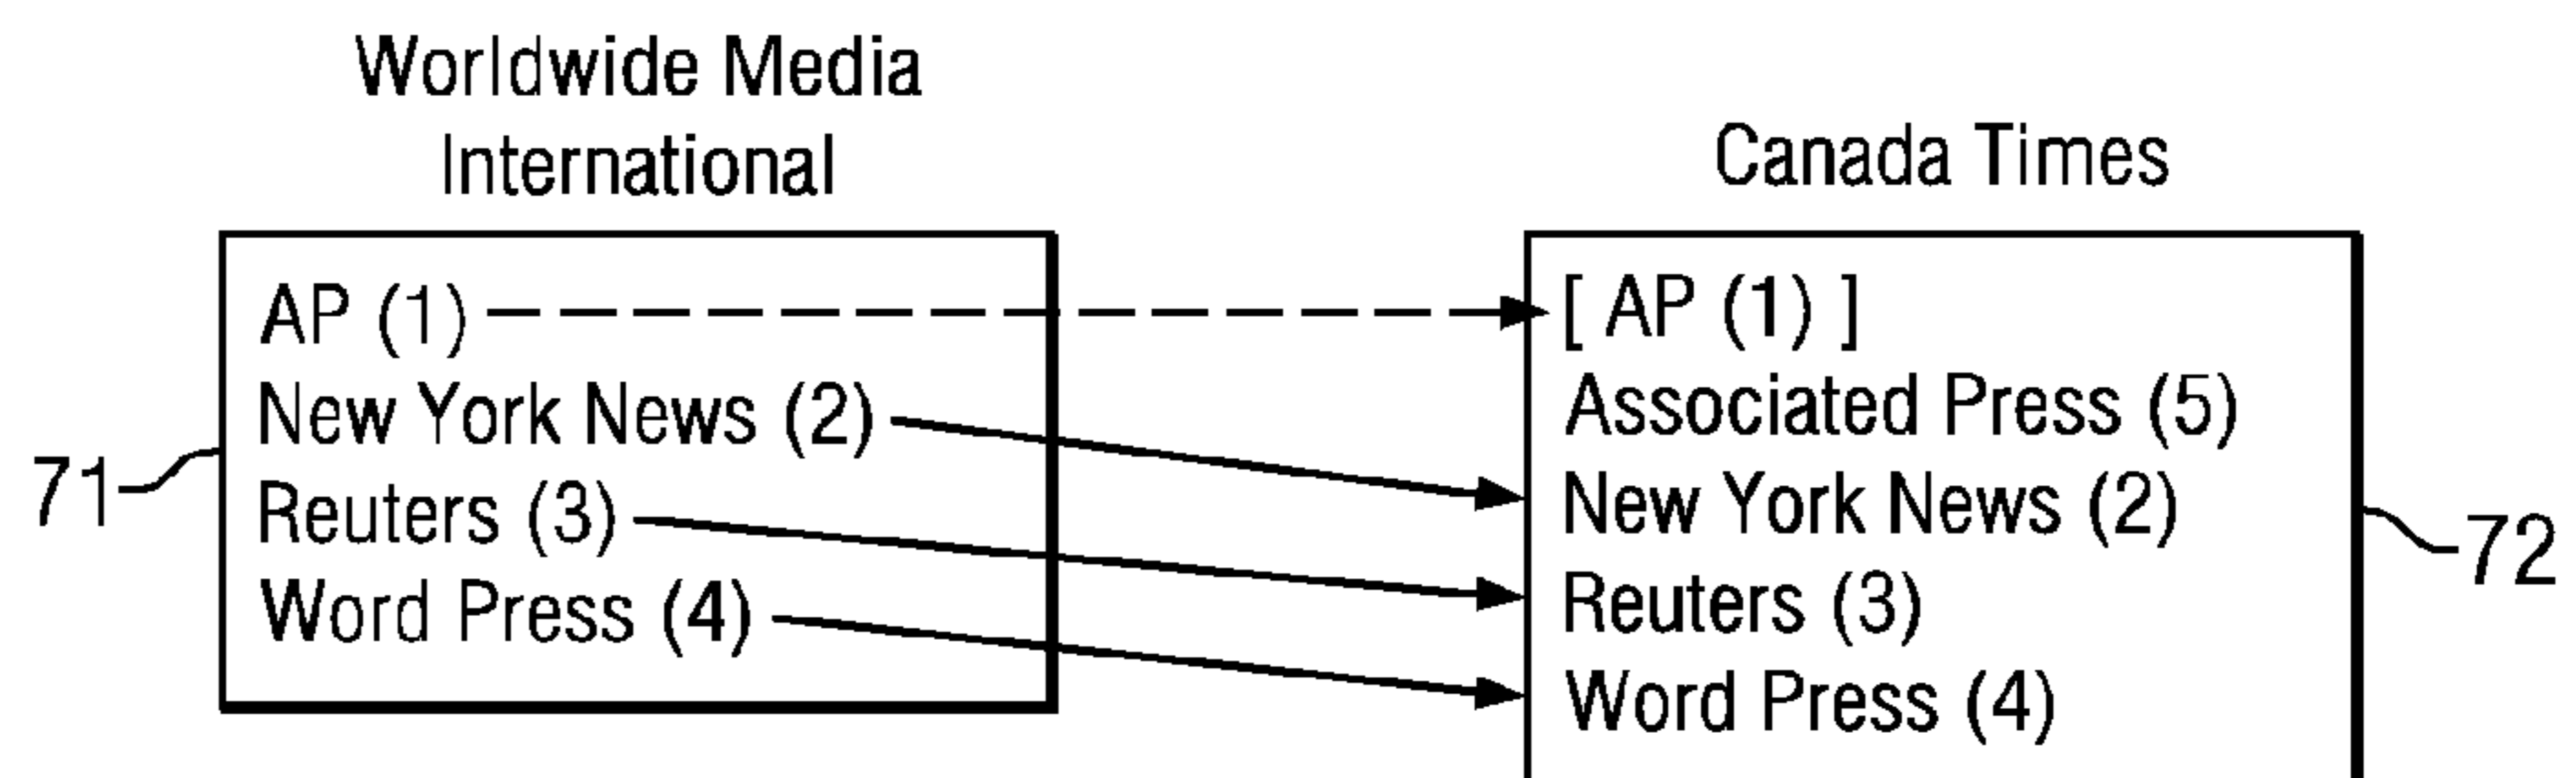 Worldwide Media
International
AP (1)
New York News (2)
Reuters (3)
Word Press (4)
71
Canada Times
[ AP (1) ]
Associated Press (5)
New York News (2)
Reuters (3)
Word Press (4)
72